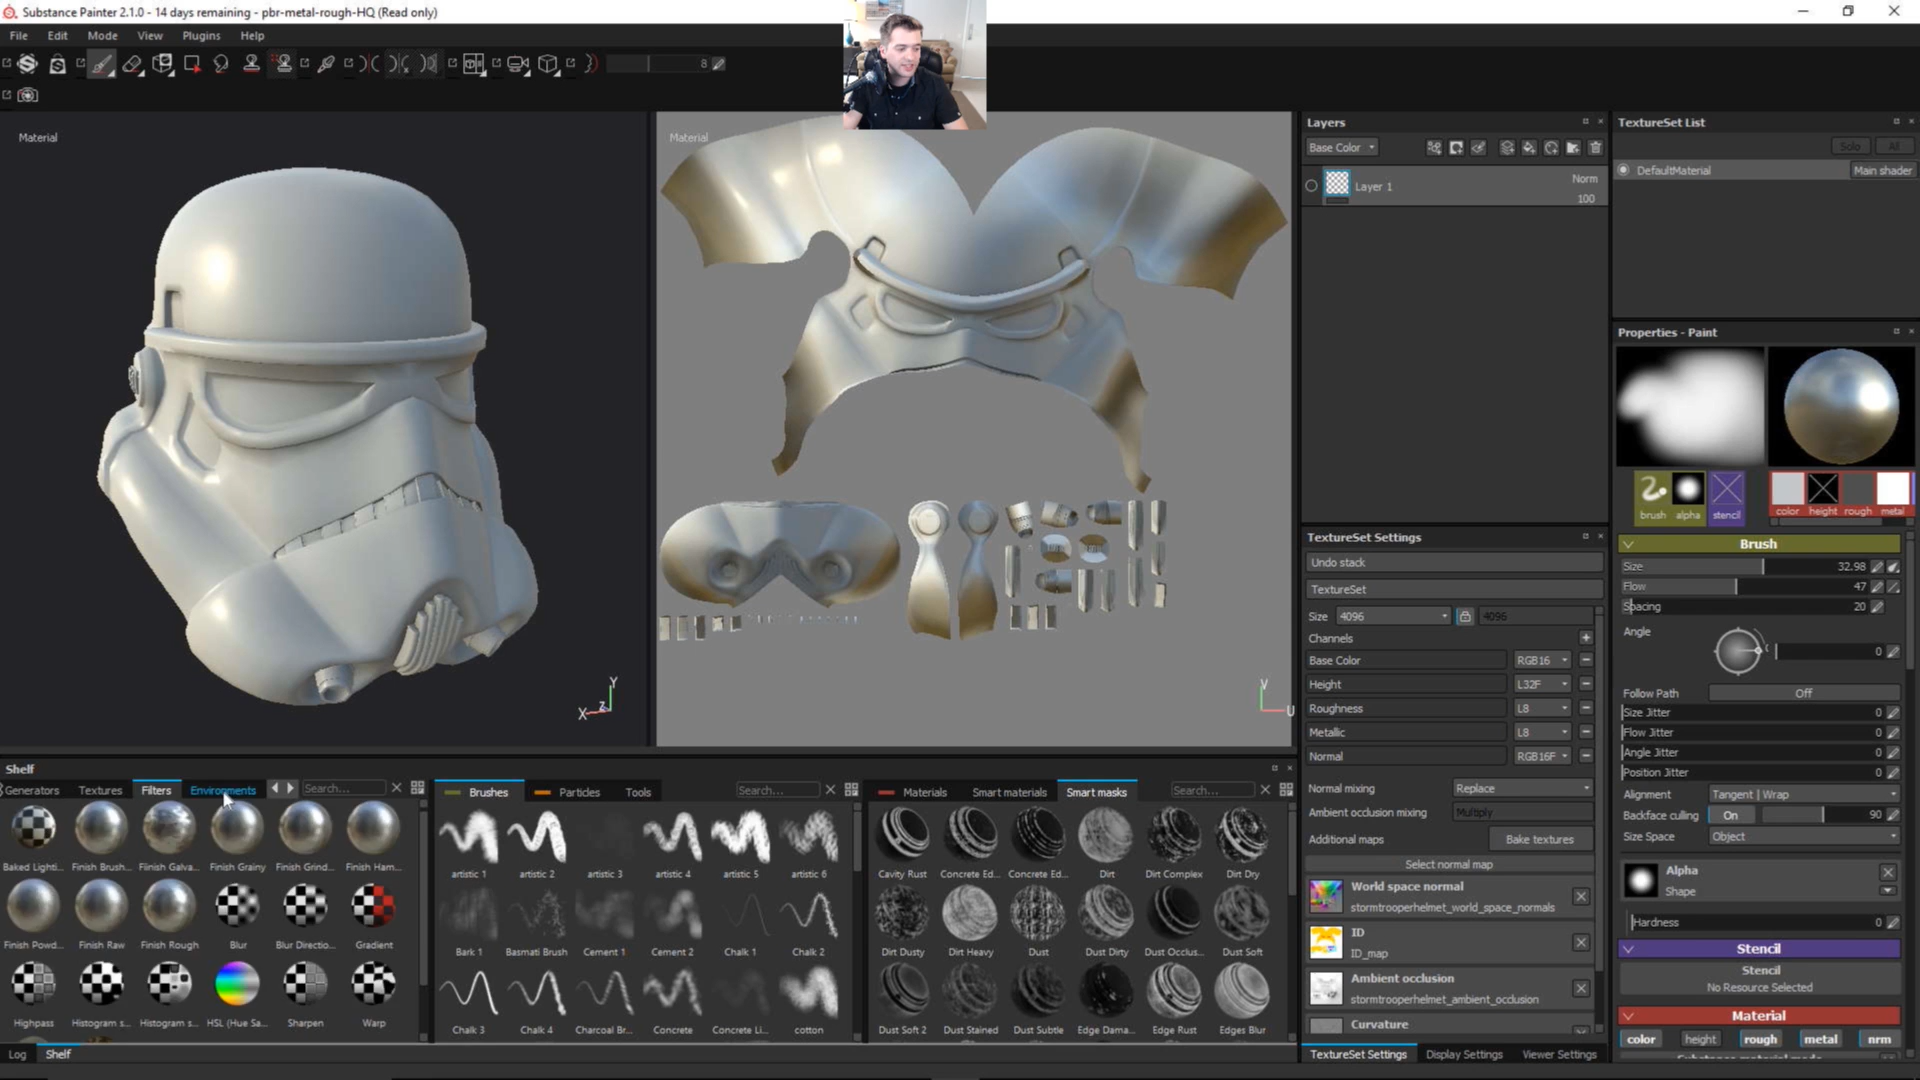 Substance Painter 2.1.0 - 14 days remaining - pbr-metal-rough-HQ (Read only)
File Edit Mode View Plugins Help
8
Material
Material
X Y Z
V U
Layers
Base Color
Layer 1
Norm
100
TextureSet List
Solo All
DefaultMaterial Main shader
Properties - Paint
brush alpha stencil color height rough metal
Brush
Size 32.98
Flow 47
Spacing 20
Angle
0
Follow Path Off
Size Jitter 0
Flow Jitter 0
Angle Jitter 0
Position Jitter 0
Alignment Tangent | Wrap
Backface culling On 90
Size Space Object
Alpha
Shape
Hardness 0
Stencil
Stencil
No Resource Selected
Material
color height rough metal nrm
TextureSet Settings
Undo stack
TextureSet
Size 4096 4096
Channels
Base Color RGB16
Height L32F
Roughness L8
Metallic L8
Normal RGB16F
Normal mixing Replace
Ambient occlusion mixing Multiply
Additional maps Bake textures
Select normal map
World space normal
stormtrooperhelmet_world_space_normals
ID
ID_map
Ambient occlusion
stormtrooperhelmet_ambient_occlusion
Curvature
TextureSet Settings Display Settings Viewer Settings
Shelf
Generators Textures Filters Environments Search...
Baked Lighti... Finish Brush... Fiinish Galva... Finish Grainy Finish Grind... Finish Ham...
Finish Powd... Finish Raw Finish Rough Blur Blur Directio... Gradient
Highpass Histogram s... Histogram s... HSL (Hue Sa... Sharpen Warp
Brushes Particles Tools Search...
artistic 1 artistic 2 artistic 3 artistic 4 artistic 5 artistic 6
Bark 1 Basmati Brush Cement 1 Cement 2 Chalk 1 Chalk 2
Chalk 3 Chalk 4 Charcoal Br... Concrete Concrete Li... cotton
Materials Smart materials Smart masks Search...
Cavity Rust Concrete Ed... Concrete Ed... Dirt Dirt Complex Dirt Dry
Dirt Dusty Dirt Heavy Dust Dust Dirty Dust Occlus... Dust Soft
Dust Soft 2 Dust Stained Dust Subtle Edge Dama... Edge Rust Edges Blur
Log Shelf